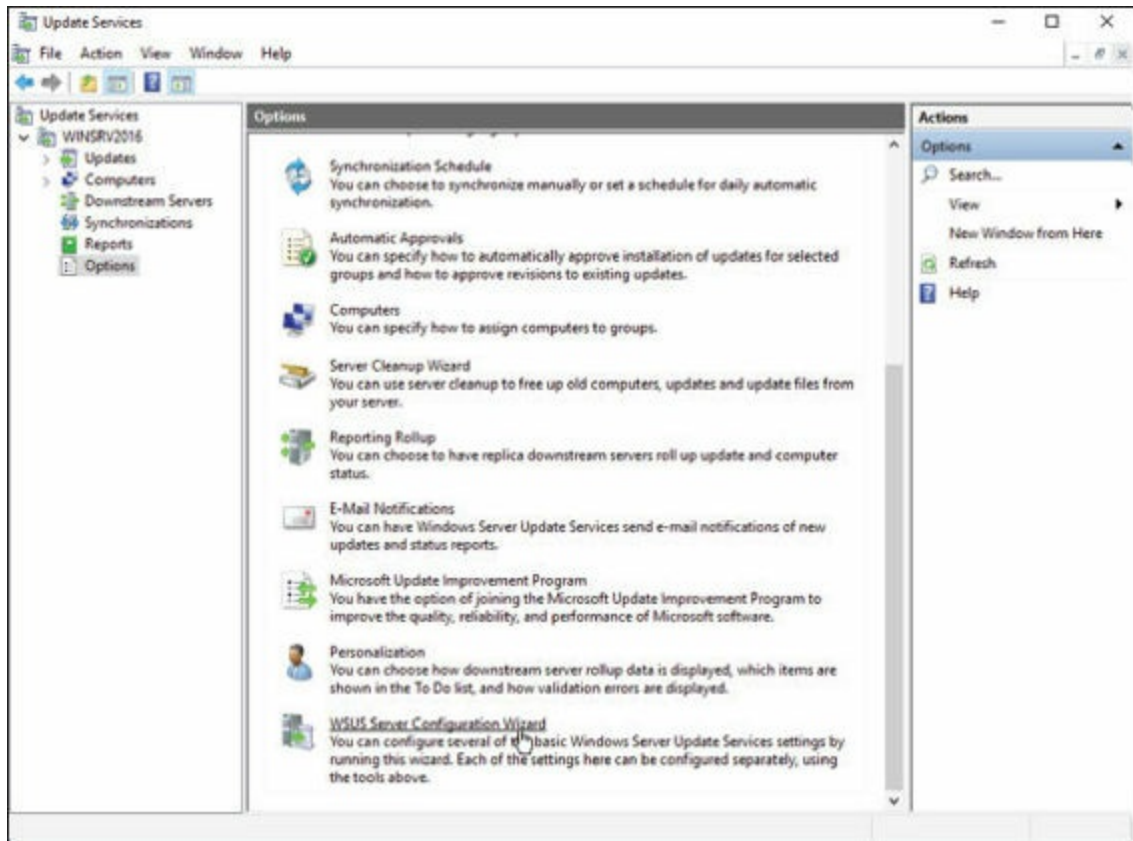 Update Services
File Action View Window Help
Update Services
WINSRV2016
Updates
Computers
Downstream Servers
Synchronizations
Reports
Options
Options
Synchronization Schedule
You can choose to synchronize manually or set a schedule for daily automatic
synchronization.
Automatic Approvals
You can specify how to automatically approve installation of updates for selected
groups and how to approve revisions to existing updates.
Computers
You can specify how to assign computers to groups.
Server Cleanup Wizard
You can use server cleanup to free up old computers, updates and update files from
your server.
Reporting Rollup
You can choose to have replica downstream servers roll up update and computer
status.
E-Mail Notifications
You can have Windows Server Update Services send e-mail notifications of new
updates and status reports.
Microsoft Update Improvement Program
You have the option of joining the Microsoft Update Improvement Program to
improve the quality, reliability, and performance of Microsoft software.
Personalization
You can choose how downstream server rollup data is displayed, which items are
shown in the To Do list, and how validation errors are displayed.
WSUS Server Configuration Wizard
You can configure several of basic Windows Server Update Services settings by
running this wizard. Each of the settings here can be configured separately, using
the tools above.
Actions
Options
Search...
View
New Window from Here
Refresh
Help